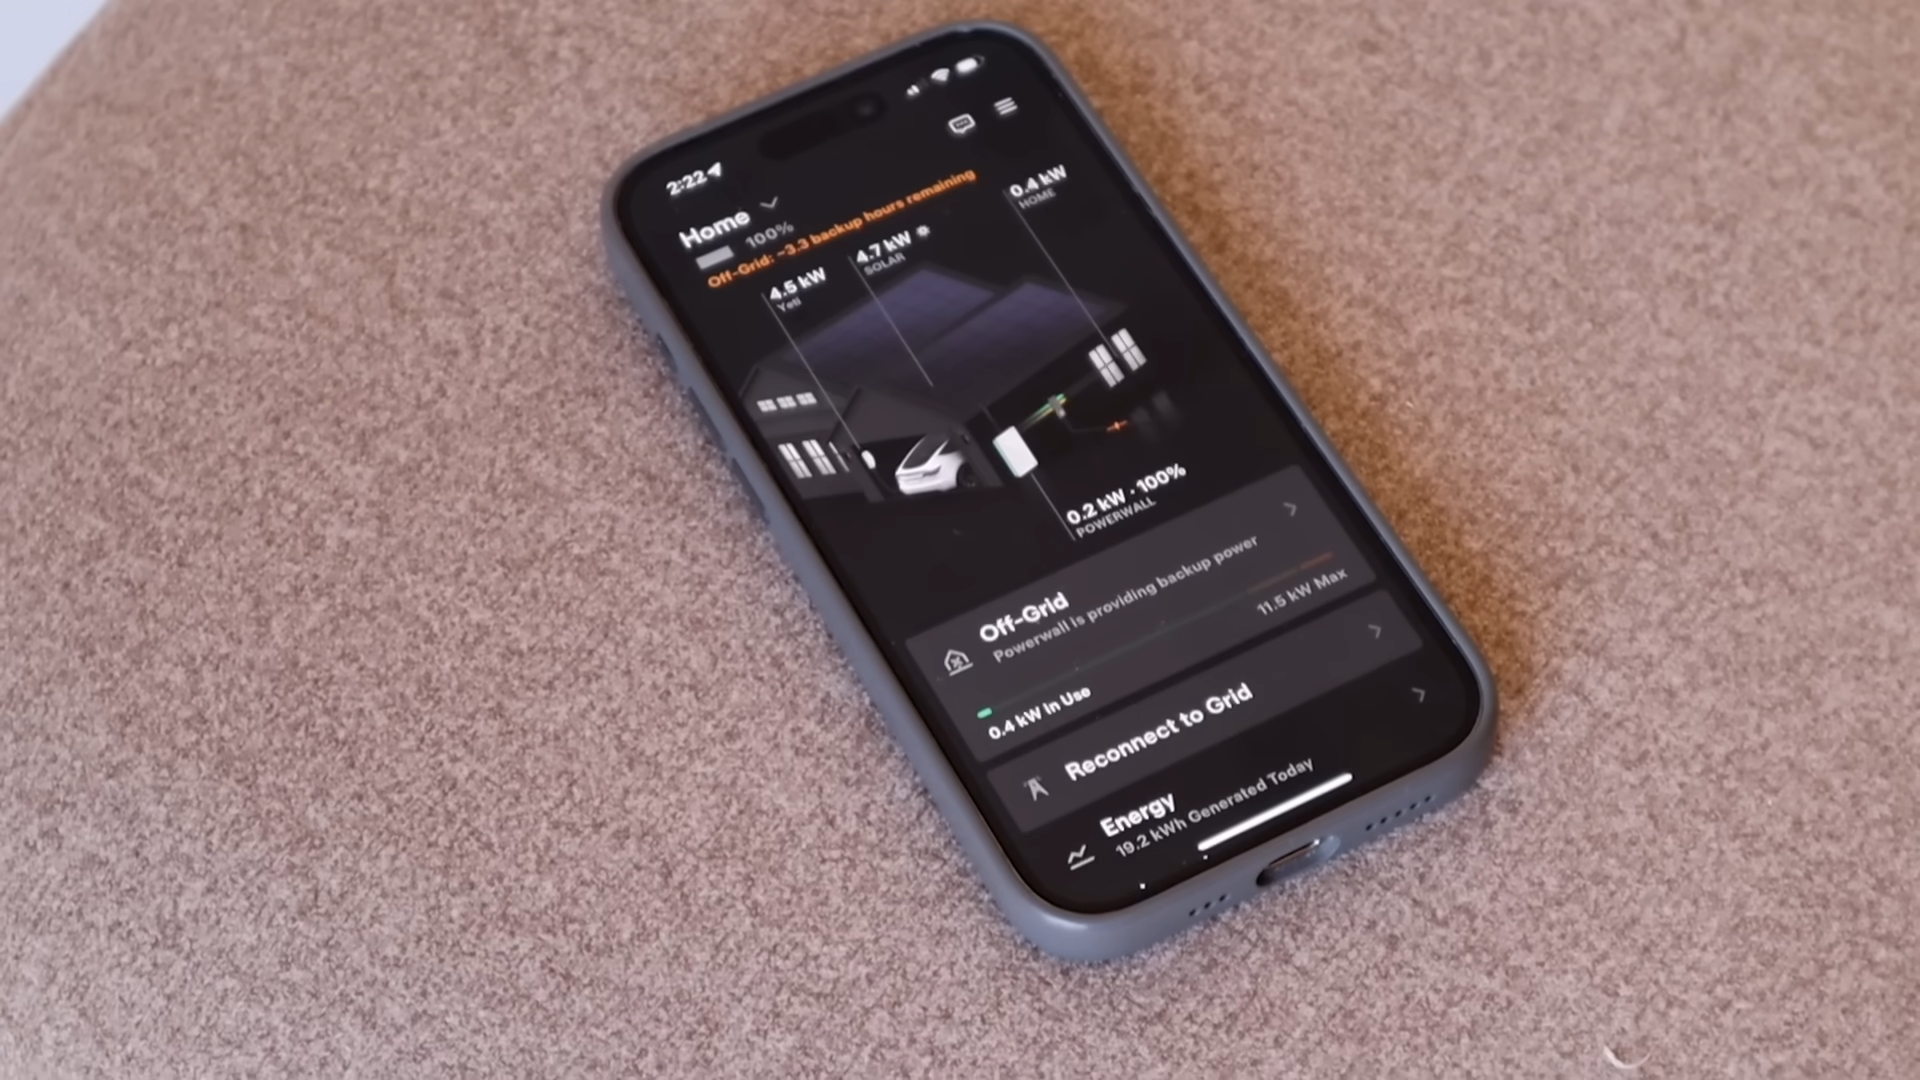 2:22
Home
100%
Off-Grid: ~3.3 backup hours remaining
4.5 kW
Yeti
4.7 kW
SOLAR
0.4 kW
HOME
0.2 kW · 100%
POWERWALL
Off-Grid
Powerwall is providing backup power
0.4 kW in Use
11.5 kW Max
Reconnect to Grid
Energy
19.2 kWh Generated Today